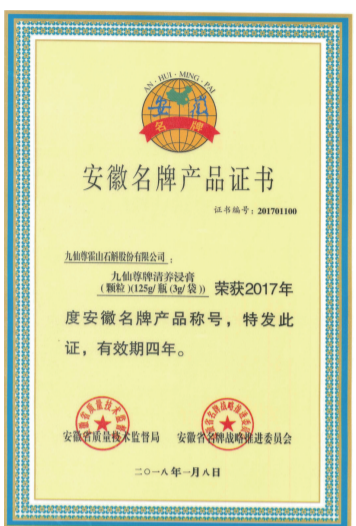 AN·HUI·MING·PAI
安徽
名牌
安徽名牌产品证书
证书编号：201701100
九仙尊霍山石斛股份有限公司：
九仙尊牌清养浸膏
(颗粒)(125g/瓶(3g/袋)) 荣获2017年
度安徽名牌产品称号，特发此
证，有效期四年。
安徽省质量技术监督局 安徽省名牌战略推进委员会
二〇一八年一月八日